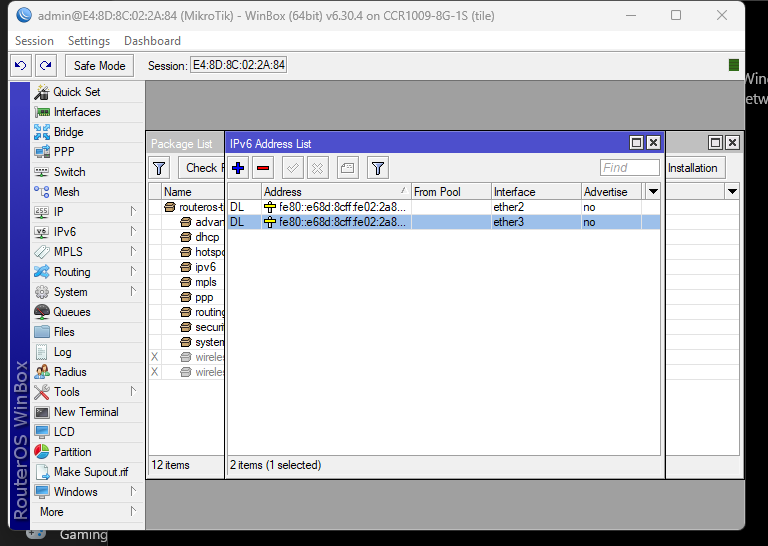 admin@E4:8D:8C:02:2A:84 (MikroTik) - WinBox (64bit) v6.30.4 on CCR1009-8G-1S (tile)
Session Settings Dashboard
Safe Mode Session: E4:8D:8C:02:2A:84
RouterOS WinBox
Quick Set
Interfaces
Bridge
PPP
Switch
Mesh
IP
IPv6
MPLS
Routing
System
Queues
Files
Log
Radius
Tools
New Terminal
LCD
Partition
Make Supout.rif
Windows
More
Package List
Check
Name
routeros-t
advan
dhcp
hotspo
ipv6
mpls
ppp
routing
securi
system
X wireles
X wireles
12 items
IPv6 Address List
Find
Address From Pool Interface Advertise
DL fe80::e68d:8cff:fe02:2a8... ether2 no
DL fe80::e68d:8cff:fe02:2a8... ether3 no
2 items (1 selected)
Installation
Gaming